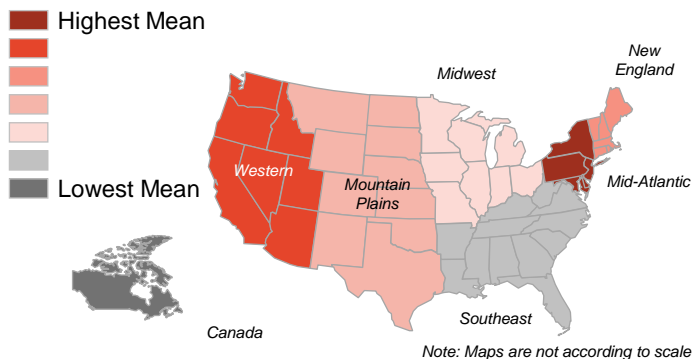 Highest Mean
Lowest Mean
Midwest
New
England
Western
Mountain
Plains
Mid-Atlantic
Southeast
Canada
Note: Maps are not according to scale